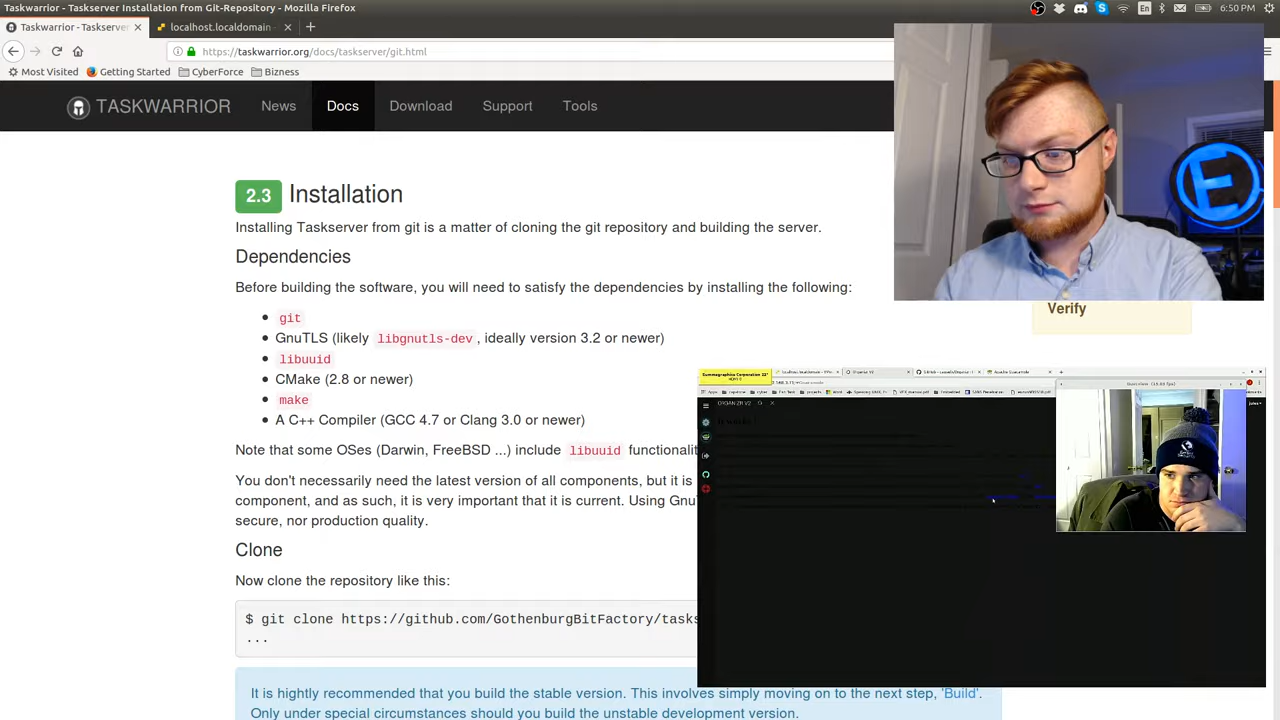 Taskwarrior - Taskserver Installation from Git-Repository - Mozilla Firefox
En
6:50 PM
Taskwarrior - Taskserver
localhost.localdomain -
https://taskwarrior.org/docs/taskserver/git.html
Most Visited
Getting Started
CyberForce
Bizness
TASKWARRIOR
News
Docs
Download
Support
Tools
2.3 Installation
Installing Taskserver from git is a matter of cloning the git repository and building the server.
Dependencies
Before building the software, you will need to satisfy the dependencies by installing the following:
git
GnuTLS (likely libgnutls-dev, ideally version 3.2 or newer)
libuuid
CMake (2.8 or newer)
make
A C++ Compiler (GCC 4.7 or Clang 3.0 or newer)
Note that some OSes (Darwin, FreeBSD ...) include libuuid functionalit
You don't necessarily need the latest version of all components, but it is
component, and as such, it is very important that it is current. Using Gnu
secure, nor production quality.
Clone
Now clone the repository like this:
$ git clone https://github.com/GothenburgBitFactory/tasks
...
It is hightly recommended that you build the stable version. This involves simply moving on to the next step, 'Build'.
Only under special circumstances should you build the unstable development version.
Verify
E
ORGANIZR V2